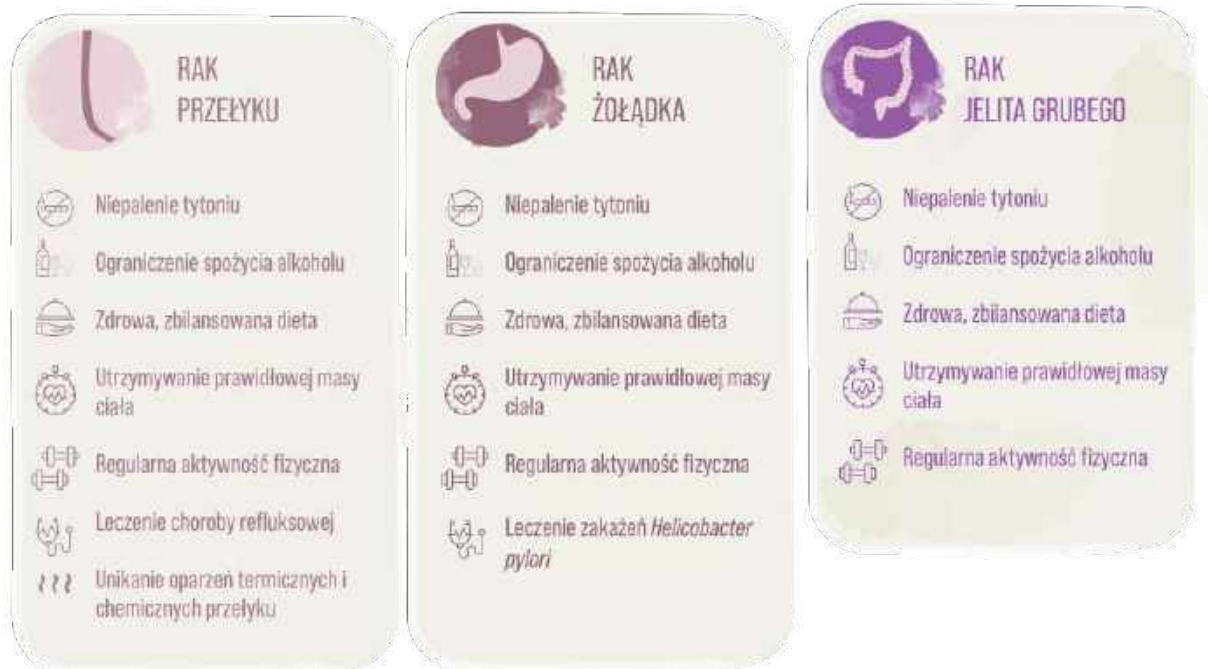 RAK
PRZEŁYKU
Niepalenie tytoniu
Ograniczenie spożycia alkoholu
Zdrowa, zbilansowana dieta
Utrzymywanie prawidłowej masy
ciała
Regularna aktywność fizyczna
Leczenie choroby refluksowej
Unikanie oparzeń termicznych i
chemicznych przełyku
RAK
ŻOŁĄDKA
Niepalenie tytoniu
Ograniczenie spożycia alkoholu
Zdrowa, zbilansowana dieta
Utrzymywanie prawidłowej masy
ciała
Regularna aktywność fizyczna
Leczenie zakażeń Helicobacter
pylori
RAK
JELITA GRUBEGO
Niepalenie tytoniu
Ograniczenie spożycia alkoholu
Zdrowa, zbilansowana dieta
Utrzymywanie prawidłowej masy
ciała
Regularna aktywność fizyczna